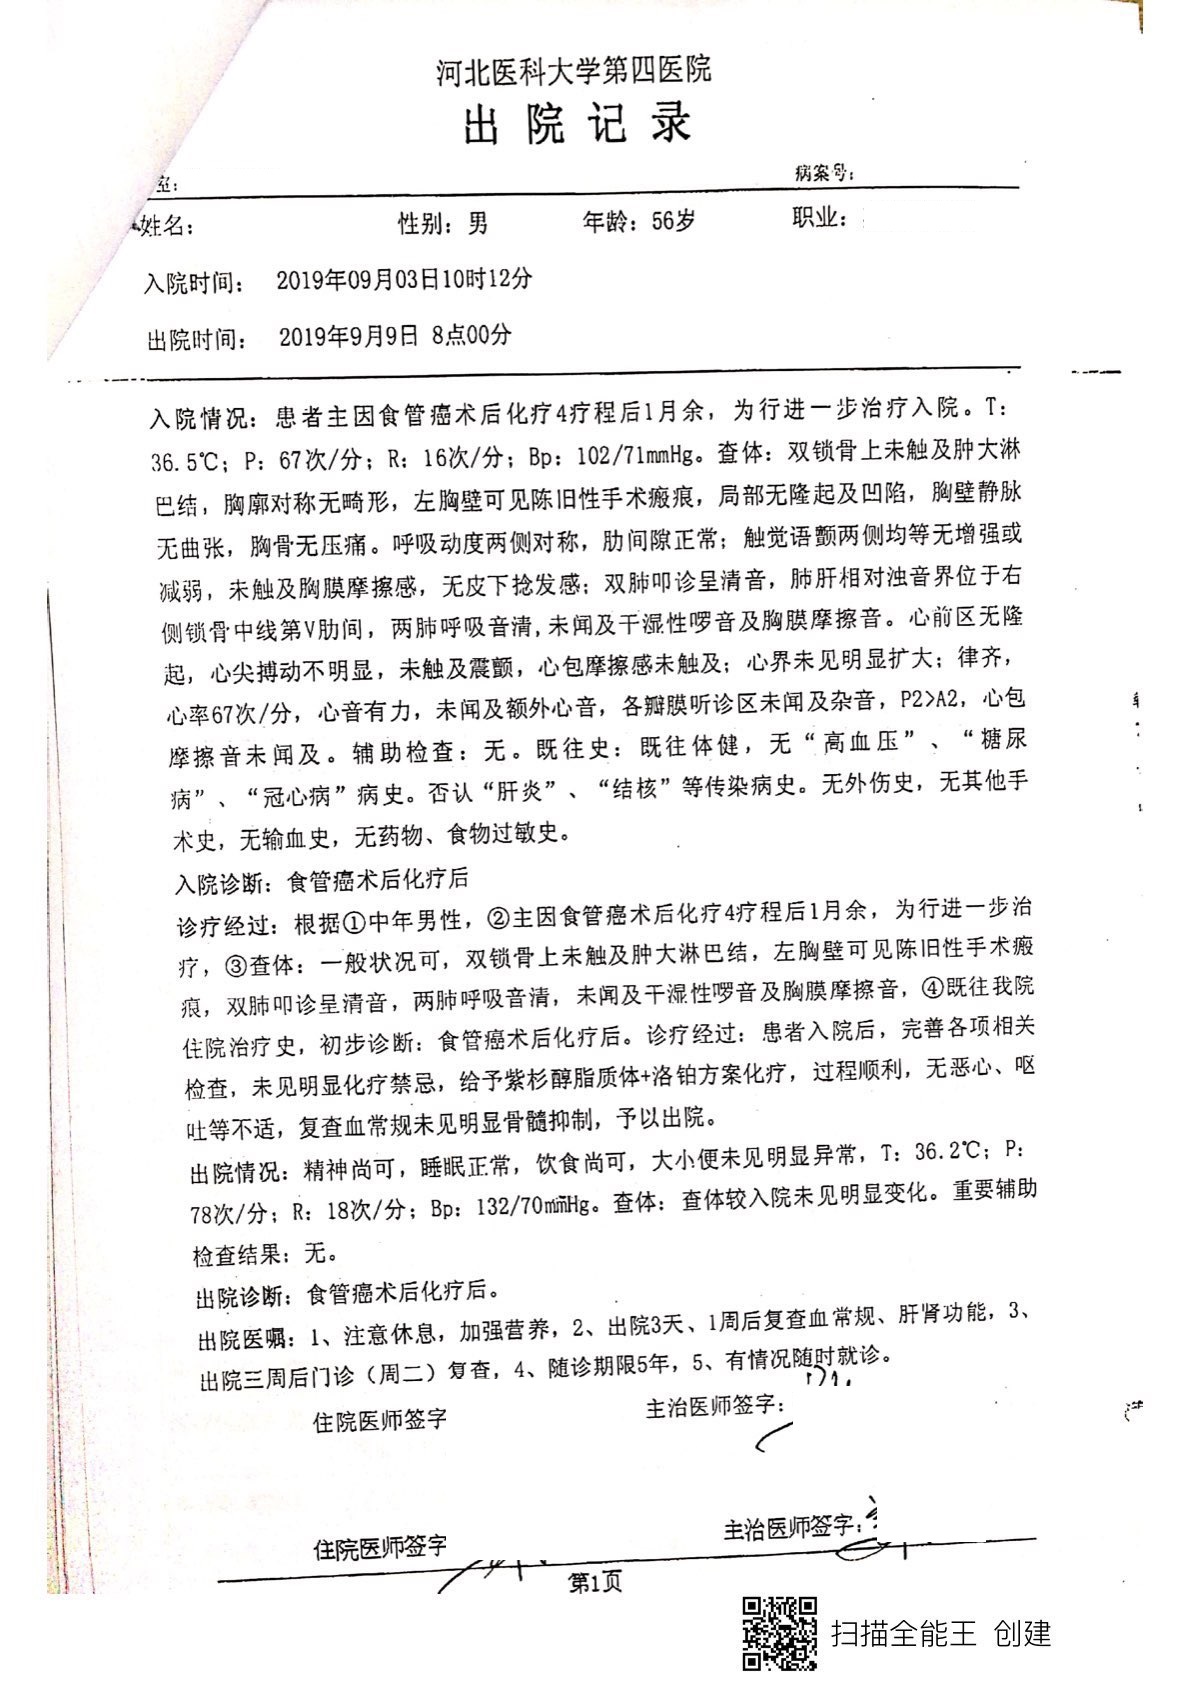 河北医科大学第四医院
出院记录
室：
病案号：
姓名： 性别：男 年龄：56岁 职业：
入院时间： 2019年09月03日10时12分
出院时间： 2019年9月9日 8点00分
入院情况：患者主因食管癌术后化疗4疗程后1月余，为行进一步治疗入院。T：
36.5℃；P：67次/分；R：16次/分；Bp：102/71mmHg。查体：双锁骨上未触及肿大淋
巴结，胸廓对称无畸形，左胸壁可见陈旧性手术瘢痕，局部无隆起及凹陷，胸壁静脉
无曲张，胸骨无压痛。呼吸动度两侧对称，肋间隙正常；触觉语颤两侧均等无增强或
减弱，未触及胸膜摩擦感，无皮下捻发感；双肺叩诊呈清音，肺肝相对浊音界位于右
侧锁骨中线第V肋间，两肺呼吸音清,未闻及干湿性啰音及胸膜摩擦音。心前区无隆
起，心尖搏动不明显，未触及震颤，心包摩擦感未触及；心界未见明显扩大；律齐，
心率67次/分，心音有力，未闻及额外心音，各瓣膜听诊区未闻及杂音，P2>A2，心包
摩擦音未闻及。辅助检查：无。既往史：既往体健，无“高血压”、“糖尿
病”、“冠心病”病史。否认“肝炎”、“结核”等传染病史。无外伤史，无其他手
术史，无输血史，无药物、食物过敏史。
入院诊断：食管癌术后化疗后
诊疗经过：根据①中年男性，②主因食管癌术后化疗4疗程后1月余，为行进一步治
疗，③查体：一般状况可，双锁骨上未触及肿大淋巴结，左胸壁可见陈旧性手术瘢
痕，双肺叩诊呈清音，两肺呼吸音清，未闻及干湿性啰音及胸膜摩擦音，④既往我院
住院治疗史，初步诊断：食管癌术后化疗后。诊疗经过：患者入院后，完善各项相关
检查，未见明显化疗禁忌，给予紫杉醇脂质体+洛铂方案化疗，过程顺利，无恶心、呕
吐等不适，复查血常规未见明显骨髓抑制，予以出院。
出院情况：精神尚可，睡眠正常，饮食尚可，大小便未见明显异常，T：36.2℃；P：
78次/分；R：18次/分；Bp：132/70mmHg。查体：查体较入院未见明显变化。重要辅助
检查结果：无。
出院诊断：食管癌术后化疗后。
出院医嘱：1、注意休息，加强营养，2、出院3天、1周后复查血常规、肝肾功能，3、
出院三周后门诊（周二）复查，4、随诊期限5年，5、有情况随时就诊。
住院医师签字 主治医师签字：
住院医师签字 主治医师签字：
第1页
扫描全能王 创建